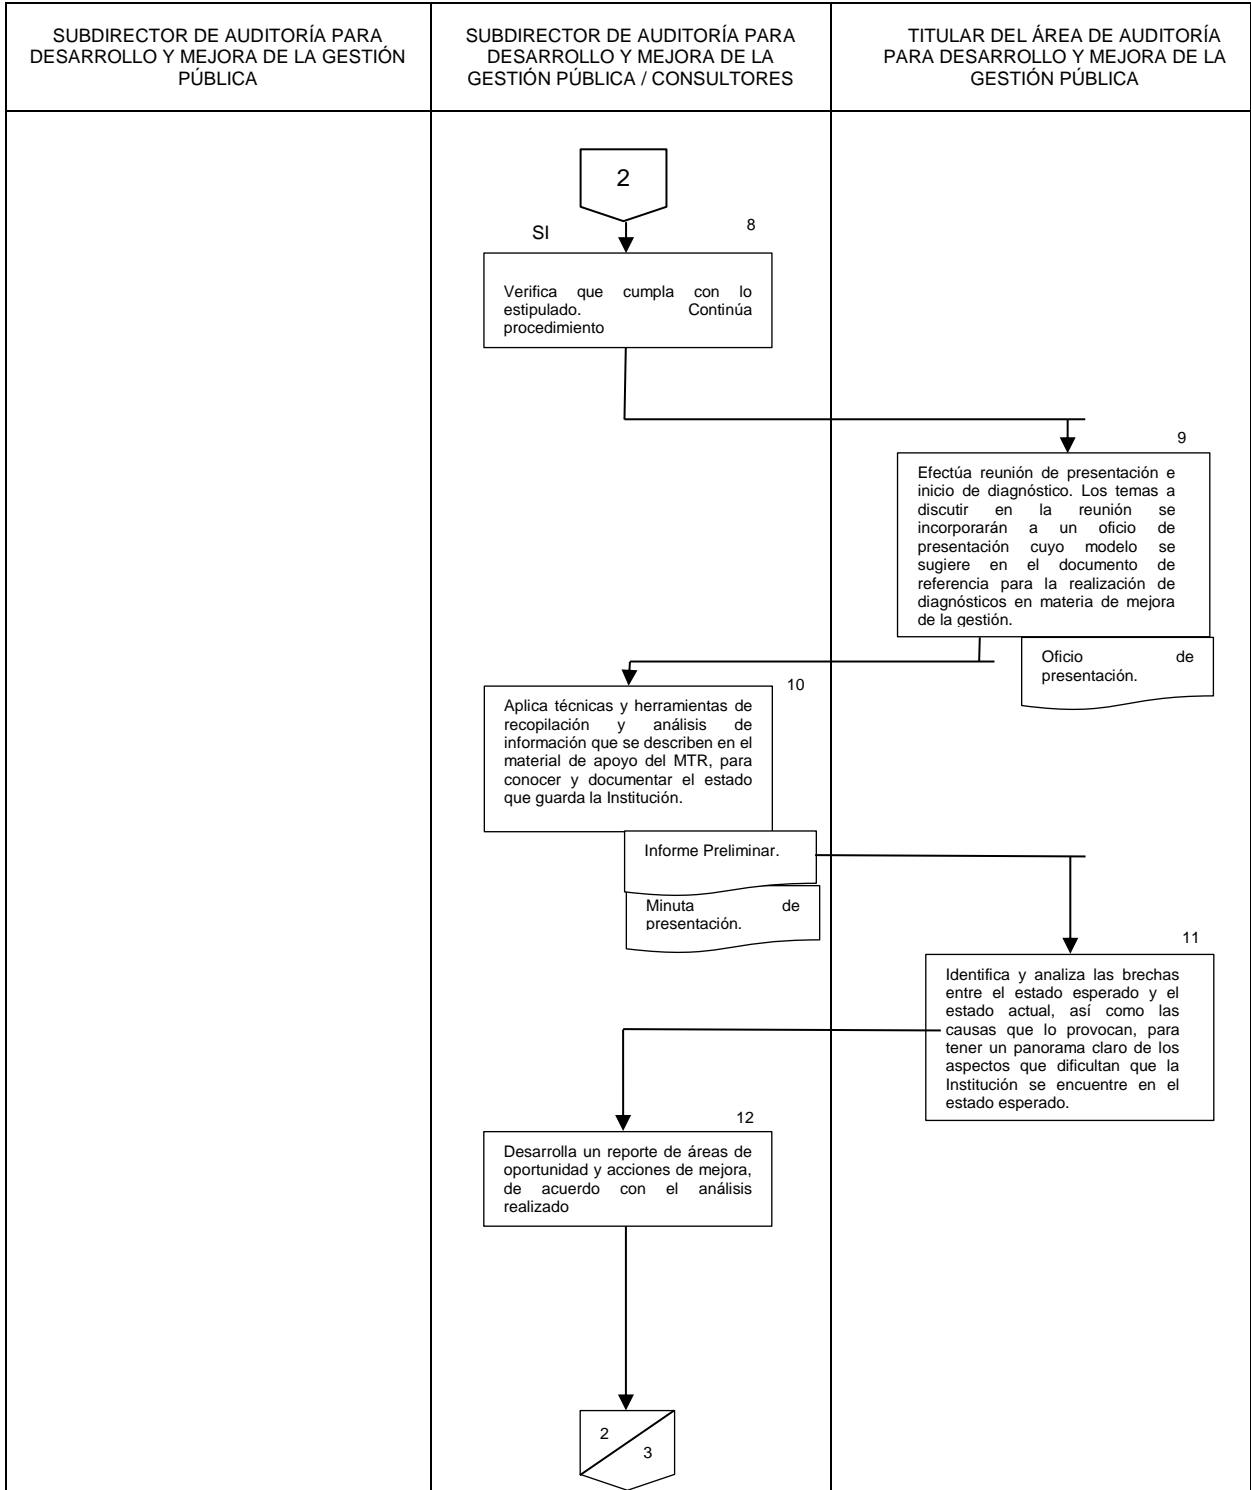 SUBDIRECTOR DE AUDITORÍA PARA
DESARROLLO Y MEJORA DE LA GESTIÓN
PÚBLICA
SUBDIRECTOR DE AUDITORÍA PARA
DESARROLLO Y MEJORA DE LA
GESTIÓN PÚBLICA / CONSULTORES
TITULAR DEL ÁREA DE AUDITORÍA
PARA DESARROLLO Y MEJORA DE LA
GESTIÓN PÚBLICA
2
SI
8
Verifica que cumpla con lo
estipulado. Continúa
procedimiento
9
Efectúa reunión de presentación e
inicio de diagnóstico. Los temas a
discutir en la reunión se
incorporarán a un oficio de
presentación cuyo modelo se
sugiere en el documento de
referencia para la realización de
diagnósticos en materia de mejora
de la gestión.
Oficio de
presentación.
10
Aplica técnicas y herramientas de
recopilación y análisis de
información que se describen en el
material de apoyo del MTR, para
conocer y documentar el estado
que guarda la Institución.
Informe Preliminar.
Minuta de
presentación.
11
Identifica y analiza las brechas
entre el estado esperado y el
estado actual, así como las
causas que lo provocan, para
tener un panorama claro de los
aspectos que dificultan que la
Institución se encuentre en el
estado esperado.
12
Desarrolla un reporte de áreas de
oportunidad y acciones de mejora,
de acuerdo con el análisis
realizado
2
3